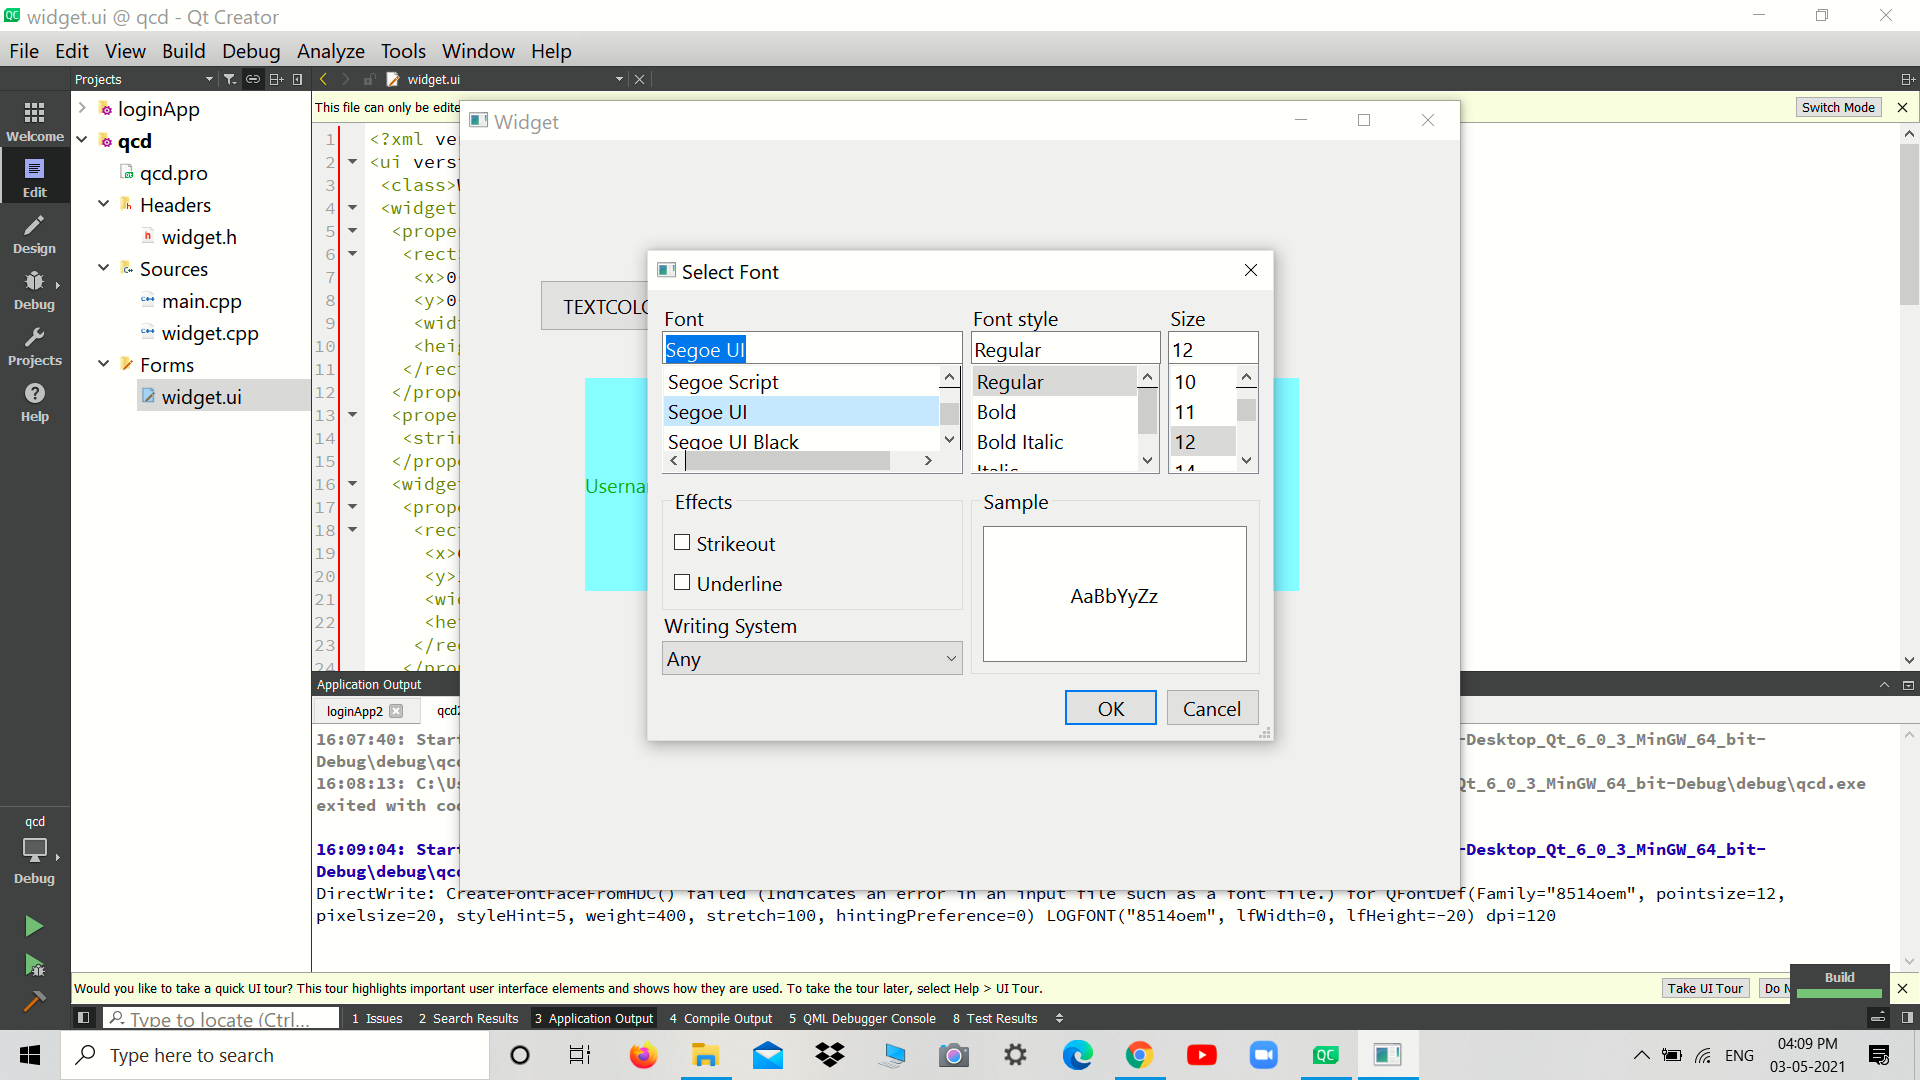 widget.ui @ qcd - Qt Creator
File Edit View Build Debug Analyze Tools Window Help
Projects
widget.ui
This file can only be edite
Switch Mode
Welcome
Edit
Design
Debug
Projects
Help
loginApp
qcd
qcd.pro
Headers
widget.h
Sources
main.cpp
widget.cpp
Forms
widget.ui
1 <?xml ve
2 <ui vers
3 <class>
4 <widget
5 <prope
6 <rect
7 <x>0
8 <y>0
9 <wid
10 <hei
11 </rec
12 </prop
13 <prope
14 <stri
15 </prop
16 <widge
17 <prop
18 <rec
19 <x>
20 <y>
21 <wi
22 <he
23 </re
24 </pro
Widget
TEXTCOLO
Userna
Select Font
Font
Font style
Size
Segoe UI
Regular
12
Segoe Script
Segoe UI
Segoe UI Black
Regular
Bold
Bold Italic
Italic
10
11
12
14
Effects
Strikeout
Underline
Writing System
Any
Sample
AaBbYyZz
OK
Cancel
Application Output
loginApp2
qcd2
16:07:40: Star -Desktop_Qt_6_0_3_MinGW_64_bit-
Debug\debug\qc
16:08:13: C:\U Qt_6_0_3_MinGW_64_bit-Debug\debug\qcd.exe
exited with co
16:09:04: Star -Desktop_Qt_6_0_3_MinGW_64_bit-
Debug\debug\qc
DirectWrite: CreateFontFaceFromHDC() failed (Indicates an error in an input file such as a font file.) for QFontDef(Family="8514oem", pointsize=12,
pixelsize=20, styleHint=5, weight=400, stretch=100, hintingPreference=0) LOGFONT("8514oem", lfWidth=0, lfHeight=-20) dpi=120
qcd
Debug
Would you like to take a quick UI tour? This tour highlights important user interface elements and shows how they are used. To take the tour later, select Help > UI Tour.
Take UI Tour
Do N
Build
Type to locate (Ctrl...
1 Issues 2 Search Results 3 Application Output 4 Compile Output 5 QML Debugger Console 8 Test Results
Type here to search
ENG
04:09 PM
03-05-2021